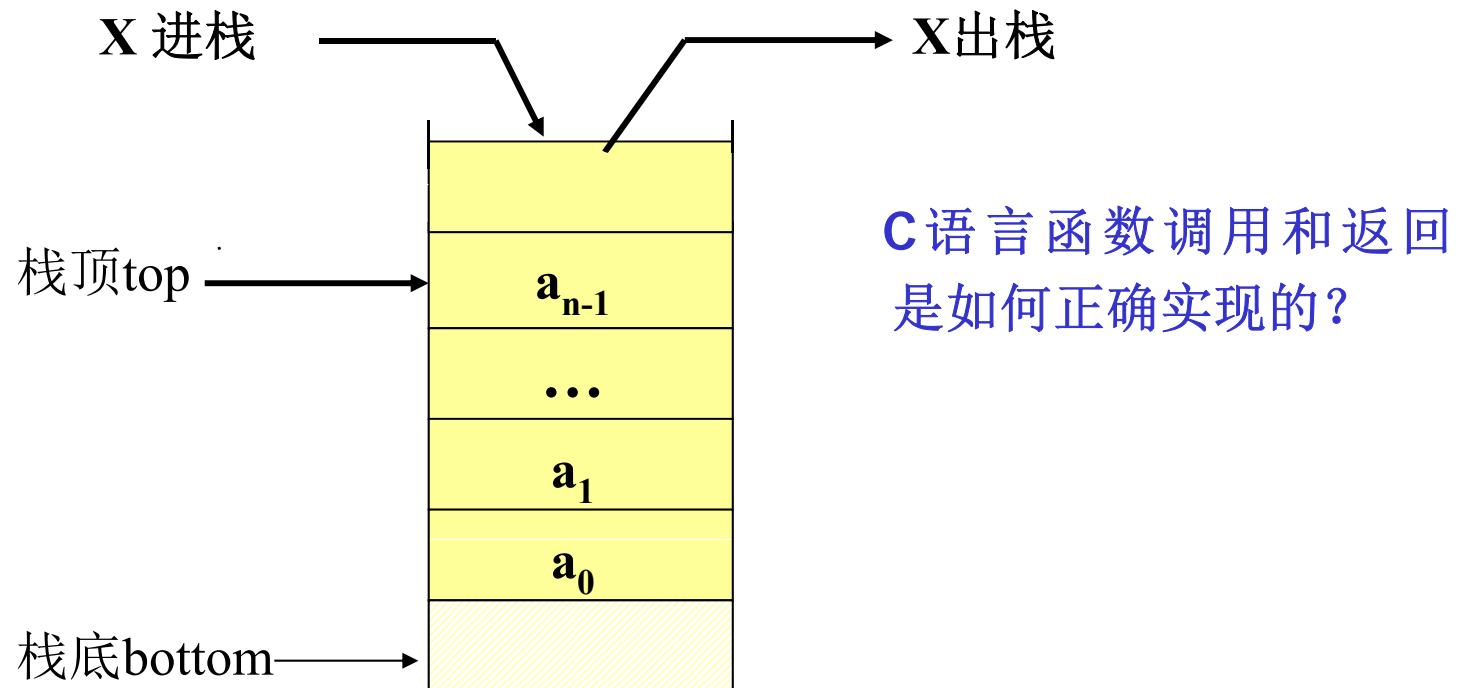 X 进栈
X出栈
C语言函数调用和返回
是如何正确实现的？
栈顶top
aₙ₋₁
…
a₁
a₀
栈底bottom